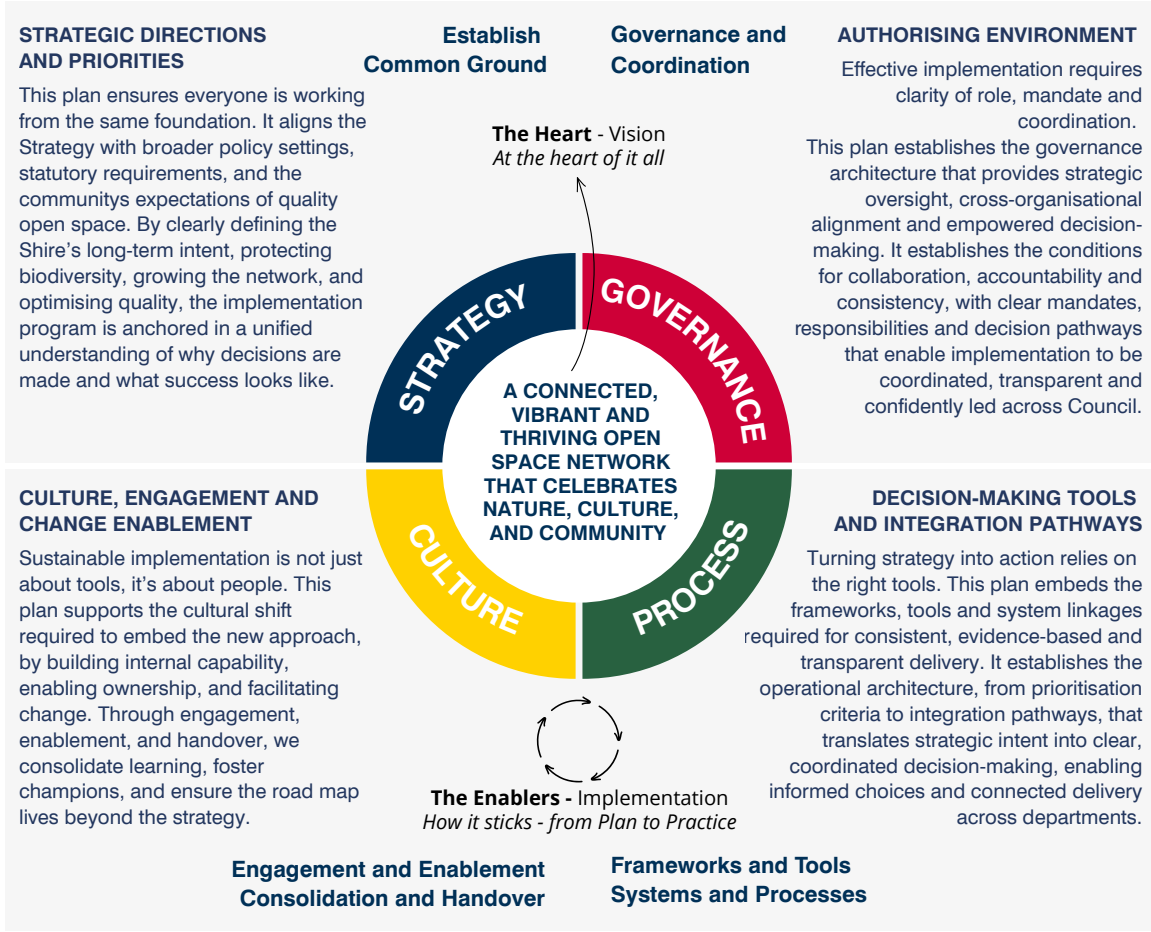 STRATEGIC DIRECTIONS
AND PRIORITIES
This plan ensures everyone is working
from the same foundation. It aligns the
Strategy with broader policy settings,
statutory requirements, and the
communitys expectations of quality
open space. By clearly defining the
Shire's long-term intent, protecting
biodiversity, growing the network, and
optimising quality, the implementation
program is anchored in a unified
understanding of why decisions are
made and what success looks like.
Establish
Common Ground
Governance and
Coordination
AUTHORISING ENVIRONMENT
Effective implementation requires
clarity of role, mandate and
coordination.
This plan establishes the governance
architecture that provides strategic
oversight, cross-organisational
alignment and empowered decision-
making. It establishes the conditions
for collaboration, accountability and
consistency, with clear mandates,
responsibilities and decision pathways
that enable implementation to be
coordinated, transparent and
confidently led across Council.
The Heart - Vision
At the heart of it all
STRATEGY
GOVERNANCE
A CONNECTED,
VIBRANT AND
THRIVING OPEN
SPACE NETWORK
THAT CELEBRATES
NATURE, CULTURE,
AND COMMUNITY
CULTURE
PROCESS
CULTURE, ENGAGEMENT AND
CHANGE ENABLEMENT
Sustainable implementation is not just
about tools, it's about people. This
plan supports the cultural shift
required to embed the new approach,
by building internal capability,
enabling ownership, and facilitating
change. Through engagement,
enablement, and handover, we
consolidate learning, foster
champions, and ensure the road map
lives beyond the strategy.
DECISION-MAKING TOOLS
AND INTEGRATION PATHWAYS
Turning strategy into action relies on
the right tools. This plan embeds the
frameworks, tools and system linkages
required for consistent, evidence-based and
transparent delivery. It establishes the
operational architecture, from prioritisation
criteria to integration pathways, that
translates strategic intent into clear,
coordinated decision-making, enabling
informed choices and connected delivery
across departments.
The Enablers - Implementation
How it sticks - from Plan to Practice
Engagement and Enablement
Consolidation and Handover
Frameworks and Tools
Systems and Processes